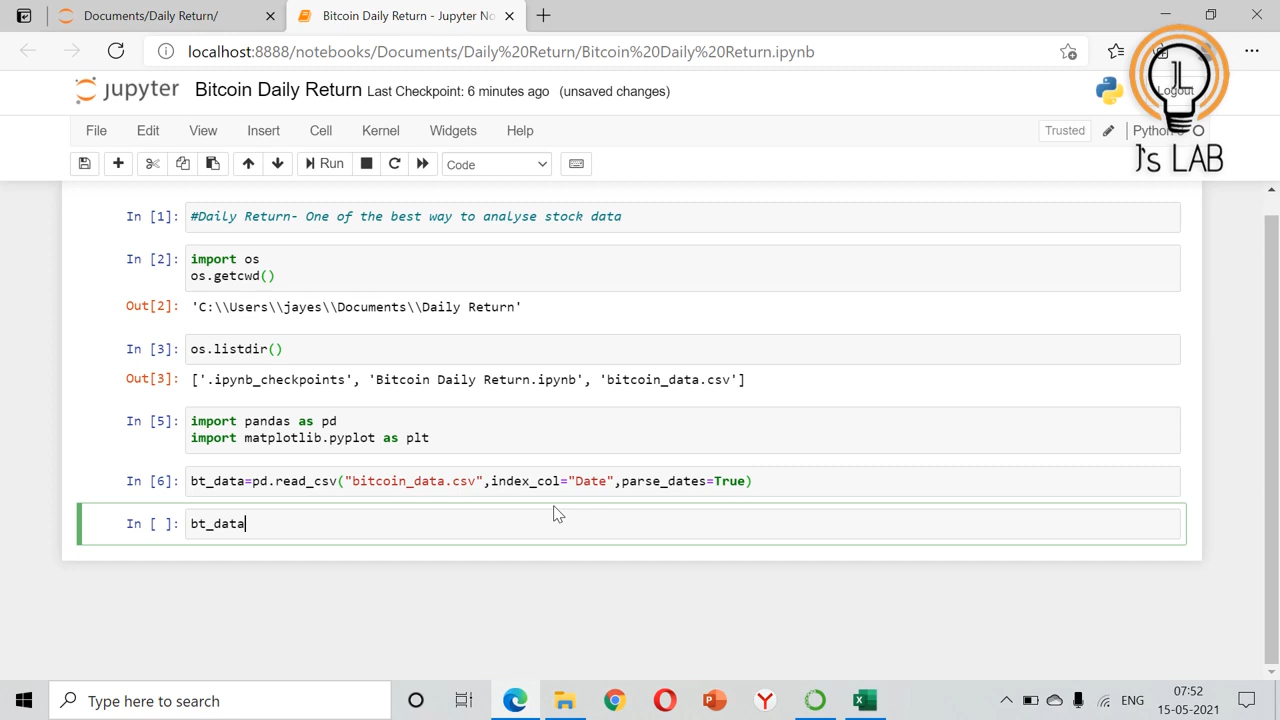 Documents/Daily Return/
Bitcoin Daily Return - Jupyter No
localhost:8888/notebooks/Documents/Daily%20Return/Bitcoin%20Daily%20Return.ipynb
jupyter Bitcoin Daily Return Last Checkpoint: 6 minutes ago (unsaved changes)
JL
Logout
File Edit View Insert Cell Kernel Widgets Help
Trusted
Python 3
J's LAB
Run
Code
In [1]: #Daily Return- One of the best way to analyse stock data
In [2]: import os
os.getcwd()
Out[2]: 'C:\\Users\\jayes\\Documents\\Daily Return'
In [3]: os.listdir()
Out[3]: ['.ipynb_checkpoints', 'Bitcoin Daily Return.ipynb', 'bitcoin_data.csv']
In [5]: import pandas as pd
import matplotlib.pyplot as plt
In [6]: bt_data=pd.read_csv("bitcoin_data.csv",index_col="Date",parse_dates=True)
In [ ]: bt_data
Type here to search
ENG
07:52
15-05-2021